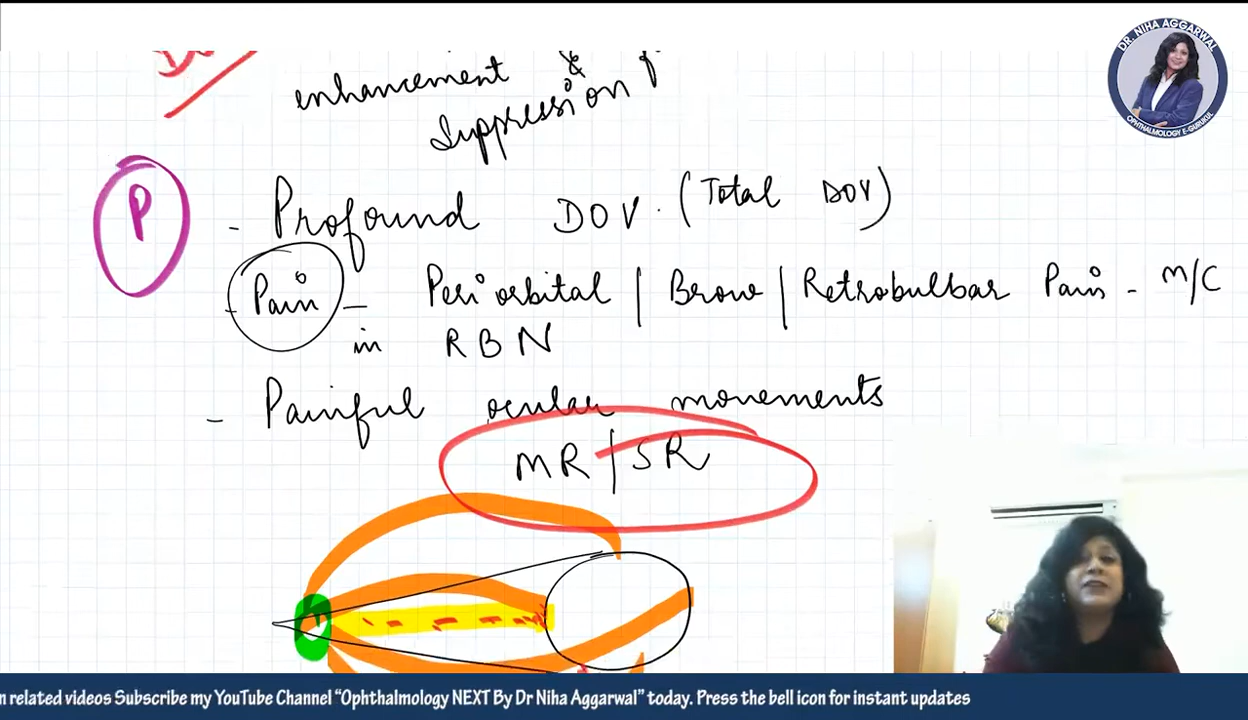 DR. NIHA AGGARWAL
OPHTHALMOLOGY E-GURUKUL
enhancement &
Suppression of
P
- Profound DOV. (Total DOV)
- Pain - Periorbital | Brow | Retrobulbar Pain - M/C
in RBN
- Painful ocular movements
MR | SR
n related videos Subscribe my YouTube Channel “Ophthalmology NEXT By Dr Niha Aggarwal” today. Press the bell icon for instant updates